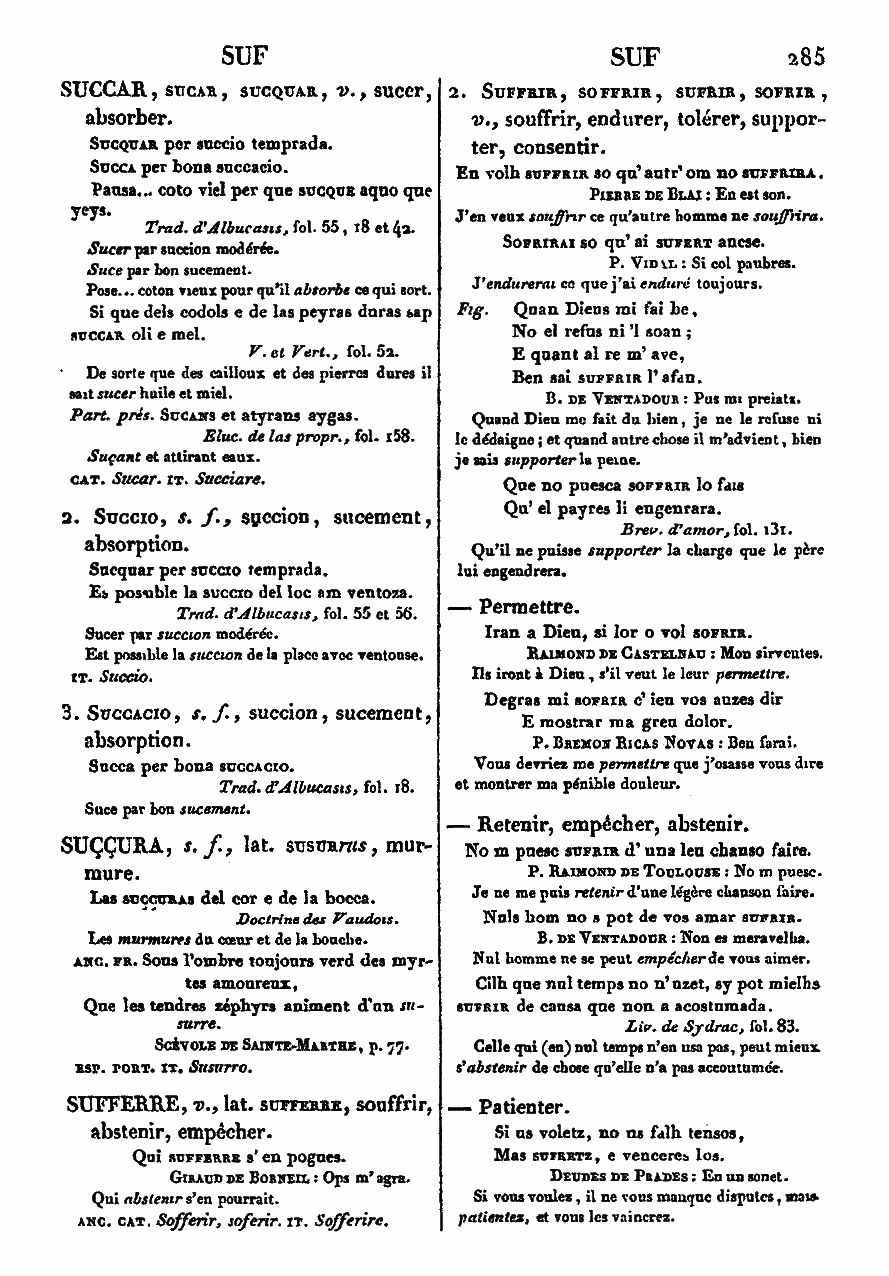 SUF
SUF 285
SUCCAR, SUCAR, SUCQUAR, v., sucer,
absorber.
SUCQUAR per succio temprada.
SUCCA per bona succacio.
Pausa... coto viel per que SUCQUE aquo que
yeys.
Trad. d'Albucasis, fol. 55, 18 et 42.
Sucer par succion modérée.
Suce par bon sucement.
Pose... coton vieux pour qu'il absorbe ce qui sort.
Si que dels codols e de las peyras duras sap
SUCCAR oli e mel.
V. et Vert., fol. 52.
De sorte que des cailloux et des pierres dures il
sait sucer huile et miel.
Part. prés. SUCANS et atyrans aygas.
Eluc. de las propr., fol. 158.
Suçant et attirant eaux.
CAT. Sucar. IT. Succiare.
2. SUCCIO, s. f., succion, sucement,
absorption.
Sucquar per SUCCIO temprada.
Es possible la SUCCIO del loc am ventoza.
Trad. d'Albucasis, fol. 55 et 56.
Sucer par succion modérée.
Est possible la succion de la place avec ventouse.
IT. Succio.
3. SUCCACIO, s. f., succion, sucement,
absorption.
Succa per bona SUCCACIO.
Trad. d'Albucasis, fol. 18.
Suce par bon sucement.
SUÇÇURA, s. f., lat. SUSURrus, mur-
mure.
Las SUÇÇURAS del cor e de la bocca.
Doctrine des Vaudois.
Les murmures du cœur et de la bouche.
ANC. FR. Sous l'ombre toujours verd des myr-
tes amoureux,
Que les tendres zéphyrs animent d'un su-
surre.
SCÉVOLE DE SAINTE-MARTHE, p. 77.
ESP. PORT. IT. Susurro.
SUFFERRE, v., lat. SUFFERRE, souffrir,
abstenir, empêcher.
Qui SUFFERRE s'en pogues.
GIRAUD DE BORNEIL: Ops m'agra.
Qui abstenir s'en pourrait.
ANC. CAT. Sofferir, soferir. IT. Sofferire.
2. SUFFRIR, SOFFRIR, SUFRIR, SOFRIR,
v., souffrir, endurer, tolérer, suppor-
ter, consentir.
En volh SUFFRIR so qu'autr'om no SUFFRIRA.
PIERRE DE BLAI: En est son.
J'en veux souffrir ce qu'autre homme ne souffrira.
SOFRIRAI so qu'ai SUFERT ancse.
P. VIDAL: Si col paubres.
J'endurerai ce que j'ai enduré toujours.
Fig. Quan Dieus mi fai be,
No el refus ni'l soan;
E quant al re m'ave,
Ben sai SUFFRIR l'afan.
B. DE VENTADOUR: Pus mi preiatz.
Quand Dieu me fait du bien, je ne le refuse ni
le dédaigne; et quand autre chose il m'advient, bien
je sais supporter la peine.
Que no puesca SOFFRIR lo fais
Qu'el payres li engenrara.
Brev. d'amor, fol. 131.
Qu'il ne puisse supporter la charge que le père
lui engendrera.
— Permettre.
Iran a Dieu, si lor o vol SOFRIR.
RAIMOND DE CASTELNAU: Mon sirventes.
Ils iront à Dieu, s'il veut le leur permettre.
Degras mi SOFRIR c'ieu vos auzes dir
E mostrar ma greu dolor.
P. BREMON RICAS NOVAS: Ben farai.
Vous devriez me permettre que j'osasse vous dire
et montrer ma pénible douleur.
— Retenir, empêcher, abstenir.
No m puesc SUFRIR d'una leu chanso faire.
P. RAIMOND DE TOULOUSE: No m puesc.
Je ne me puis retenir d'une légère chanson faire.
Nuls hom no s pot de vos amar SUFRIR.
B. DE VENTADOUR: Non es meravelha.
Nul homme ne se peut empêcher de vous aimer.
Cilh que nul temps no n'uzet, sy pot mielhs
SUFRIR de causa que non a acostumada.
Liv. de Sydrac, fol. 83.
Celle qui (en) nul temps n'en usa pas, peut mieux
s'abstenir de chose qu'elle n'a pas accoutumée.
— Patienter.
Si us voletz, no us falh tensos,
Mas SUFRETZ, e venceres los.
DEUDES DE PRADES: En un sonet.
Si vous voulez, il ne vous manque disputes, mais
patientez, et vous les vaincrez.